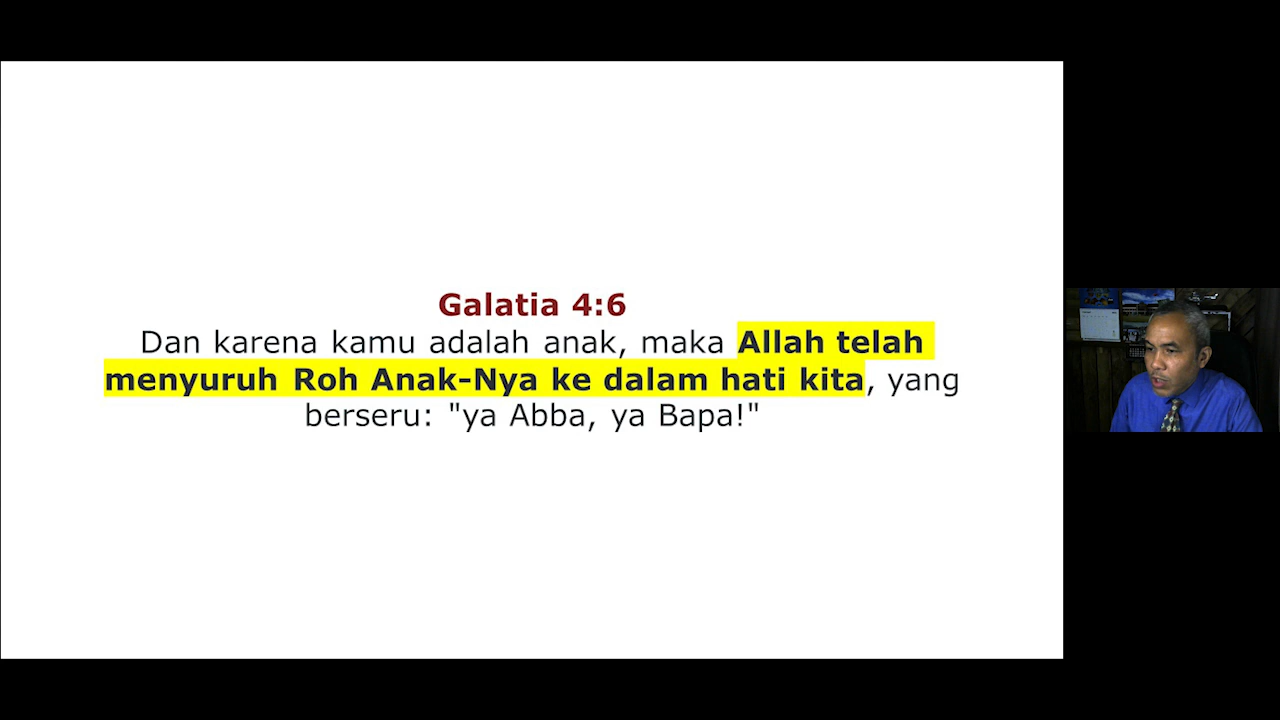 Galatia 4:6
Dan karena kamu adalah anak, maka Allah telah
menyuruh Roh Anak-Nya ke dalam hati kita, yang
berseru: "ya Abba, ya Bapa!"